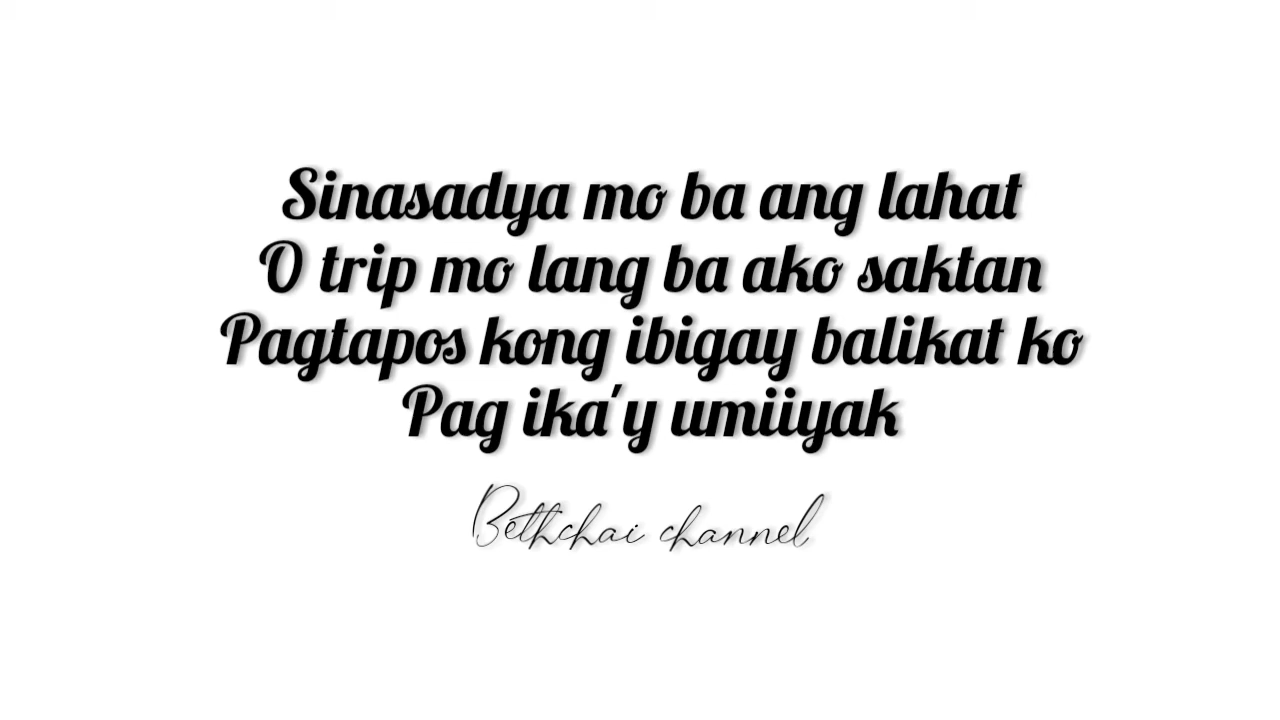 Sinasadya mo ba ang lahat
O trip mo lang ba ako saktan
Pagtapos kong ibigay balikat ko
Pag ika'y umiiyak
Bethchai channel